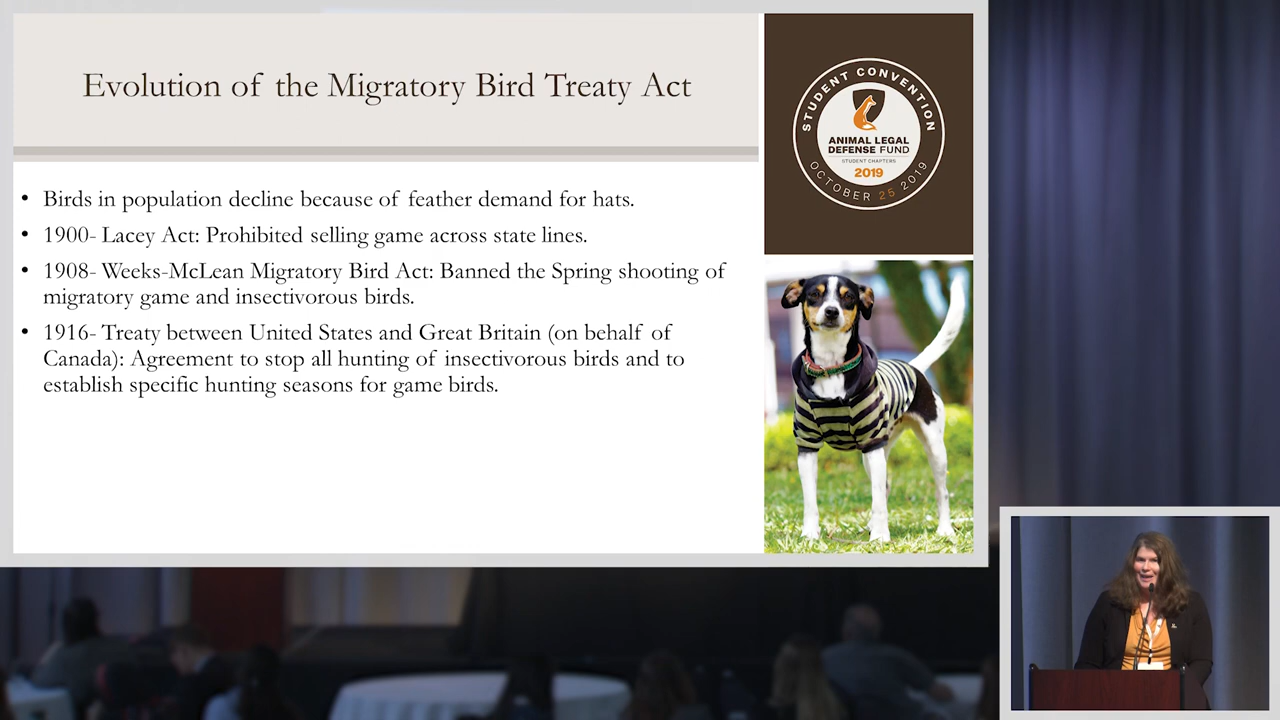 Evolution of the Migratory Bird Treaty Act
• Birds in population decline because of feather demand for hats.
• 1900- Lacey Act: Prohibited selling game across state lines.
• 1908- Weeks-McLean Migratory Bird Act: Banned the Spring shooting of
migratory game and insectivorous birds.
• 1916- Treaty between United States and Great Britain (on behalf of
Canada): Agreement to stop all hunting of insectivorous birds and to
establish specific hunting seasons for game birds.
STUDENT CONVENTION
ANIMAL LEGAL
DEFENSE FUND
STUDENT CHAPTERS
2019
OCTOBER 25 2019